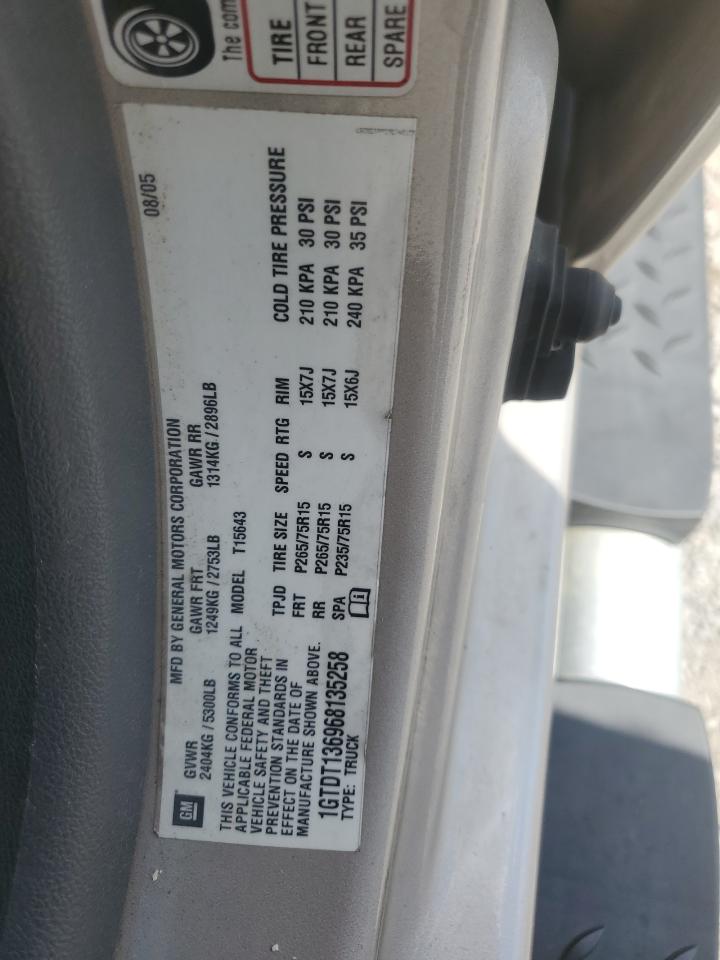 The com
TIRE
FRONT
REAR
SPARE
08/05
MFD BY GENERAL MOTORS CORPORATION
GM
GVWR GAWR FRT GAWR RR
2404KG / 5300LB 1249KG / 2753LB 1314KG / 2896LB
THIS VEHICLE CONFORMS TO ALL
APPLICABLE FEDERAL MOTOR
VEHICLE SAFETY AND THEFT
PREVENTION STANDARDS IN
EFFECT ON THE DATE OF
MANUFACTURE SHOWN ABOVE.
1GTDT136968135258
TYPE: TRUCK
MODEL T15643
TPJD TIRE SIZE SPEED RTG RIM COLD TIRE PRESSURE
FRT P265/75R15 S 15X7J 210 KPA 30 PSI
RR P265/75R15 S 15X7J 210 KPA 30 PSI
SPA P235/75R15 S 15X6J 240 KPA 35 PSI